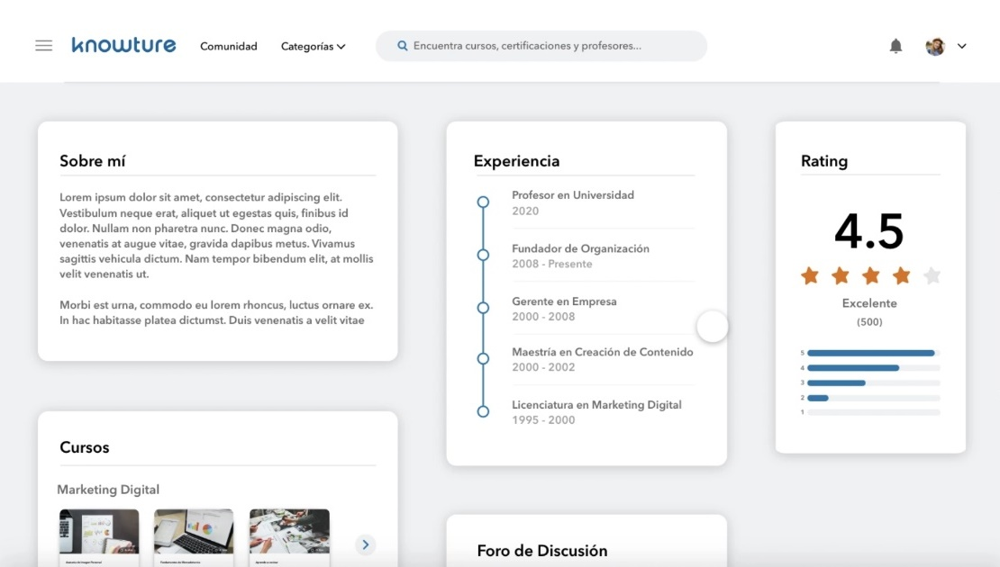 knowture
Comunidad
Categorías
Encuentra cursos, certificaciones y profesores...
Sobre mí
Lorem ipsum dolor sit amet, consectetur adipiscing elit.
Vestibulum neque erat, aliquet ut egestas quis, finibus id
dolor. Nullam non pharetra nunc. Donec magna odio,
venenatis at augue vitae, gravida dapibus metus. Vivamus
sagittis vehicula dictum. Nam tempor bibendum elit, at mollis
velit venenatis ut.
Morbi est urna, commodo eu lorem rhoncus, luctus ornare ex.
In hac habitasse platea dictumst. Duis venenatis a velit vitae
Cursos
Marketing Digital
Experiencia
Profesor en Universidad
2020
Fundador de Organización
2008 - Presente
Gerente en Empresa
2000 - 2008
Maestría en Creación de Contenido
2000 - 2002
Licenciatura en Marketing Digital
1995 - 2000
Foro de Discusión
Rating
4.5
Excelente
(500)
5
4
3
2
1